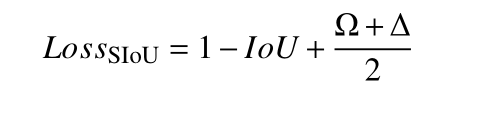 Loss_SIoU = 1 − IoU + (Ω + Δ) / 2